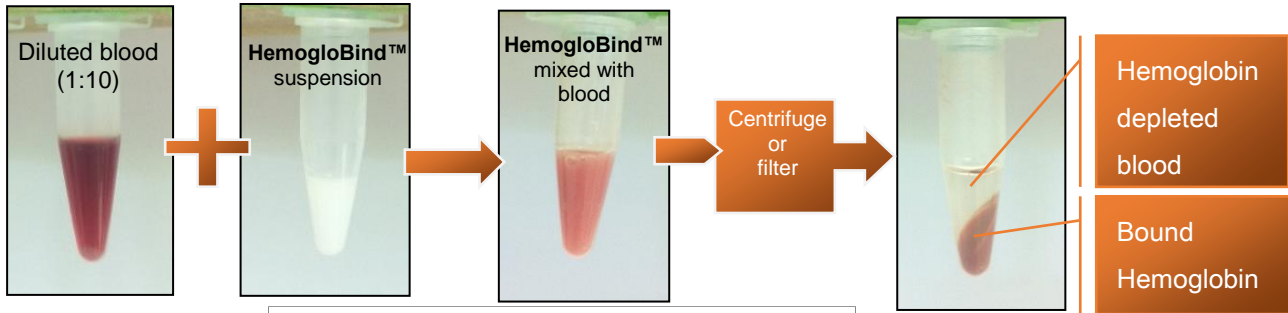 Diluted blood
(1:10)
HemogloBind™
suspension
HemogloBind™
mixed with
blood
Centrifuge
or
filter
Hemoglobin
depleted
blood
Bound
Hemoglobin